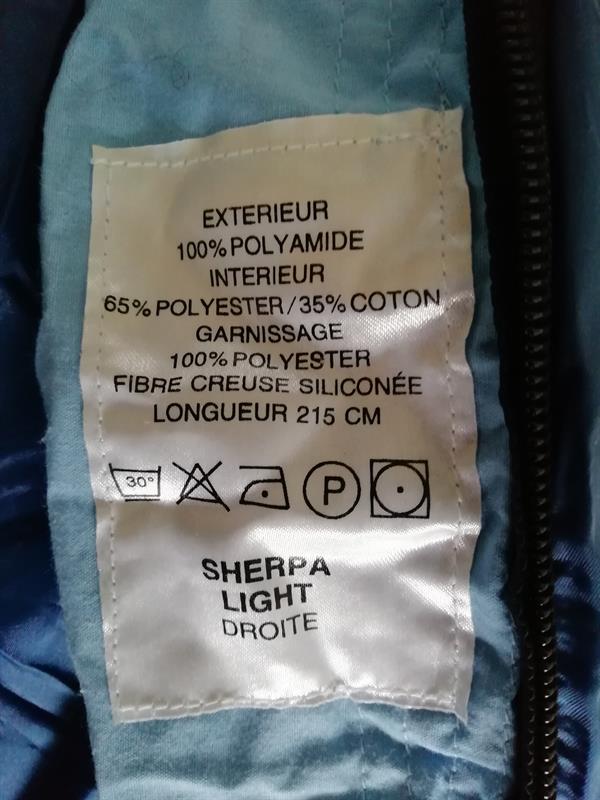 EXTERIEUR
100% POLYAMIDE
INTERIEUR
65% POLYESTER/35% COTON
GARNISSAGE
100% POLYESTER
FIBRE CREUSE SILICONÉE
LONGUEUR 215 CM
30° P
SHERPA
LIGHT
DROITE